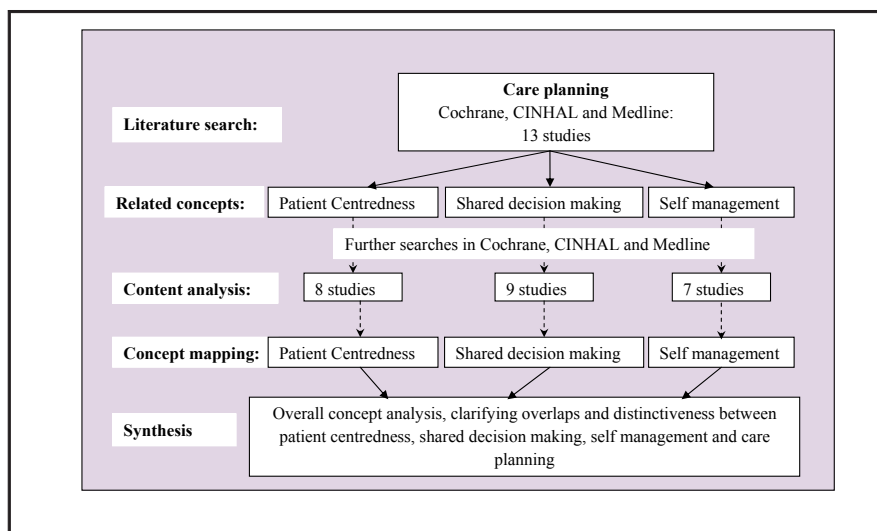 Care planning
Literature search:
Cochrane, CINHAL and Medline:
13 studies
Related concepts:
Patient Centredness
Shared decision making
Self management
Further searches in Cochrane, CINHAL and Medline
Content analysis:
8 studies
9 studies
7 studies
Concept mapping:
Patient Centredness
Shared decision making
Self management
Synthesis
Overall concept analysis, clarifying overlaps and distinctiveness between
patient centredness, shared decision making, self management and care
planning